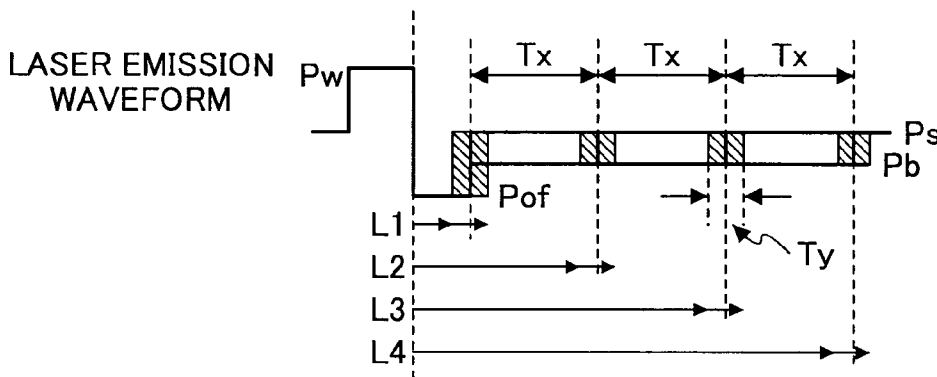 LASER EMISSION
WAVEFORM
Pw
Tx
Tx
Tx
Ps
Pb
Pof
Ty
L1
L2
L3
L4